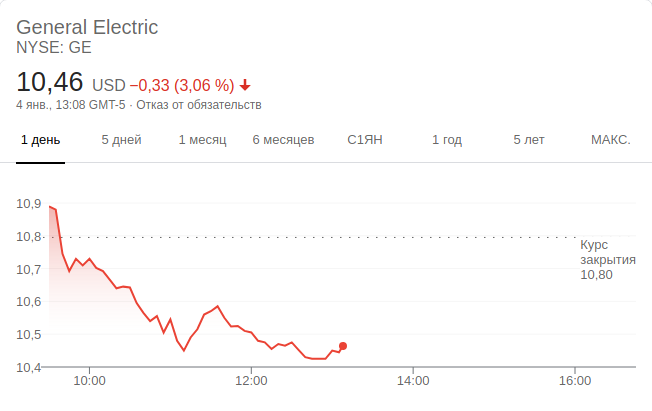 General Electric
NYSE: GE
10,46 USD −0,33 (3,06 %)
4 янв., 13:08 GMT-5 · Отказ от обязательств
1 день 5 дней 1 месяц 6 месяцев С1ЯН 1 год 5 лет МАКС.
10,9
10,8
Курс
закрытия
10,80
10,7
10,6
10,5
10,4
10:00 12:00 14:00 16:00